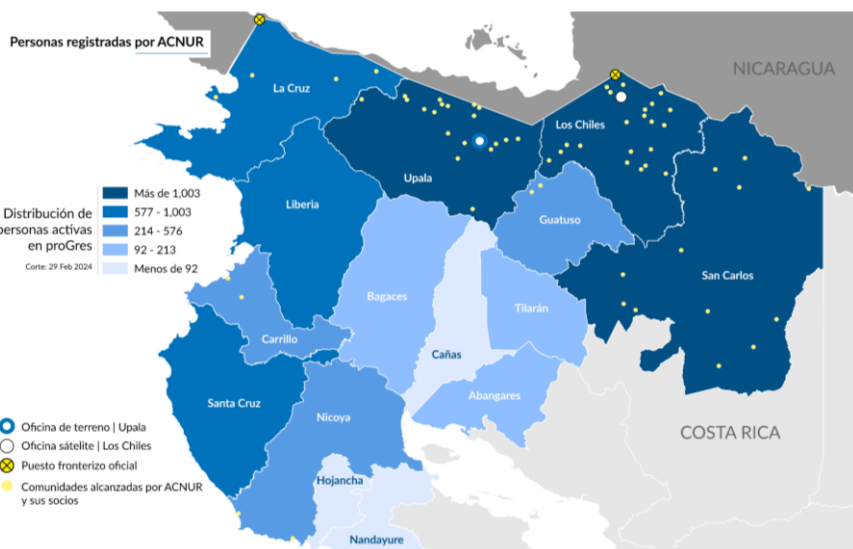 Personas registradas por ACNUR
NICARAGUA
La Cruz
Los Chiles
Upala
Más de 1,003
577 - 1,003
214 - 576
92 - 213
Menos de 92
Distribución de
personas activas
en proGres
Corte: 29 Feb 2024
Liberia
Guatuso
San Carlos
Bagaces
Tilarán
Carrillo
Cañas
Abangares
Santa Cruz
Nicoya
COSTA RICA
Oficina de terreno | Upala
Oficina sátelite | Los Chiles
Puesto fronterizo oficial
Comunidades alcanzadas por ACNUR
y sus socios
Hojancha
Nandayure